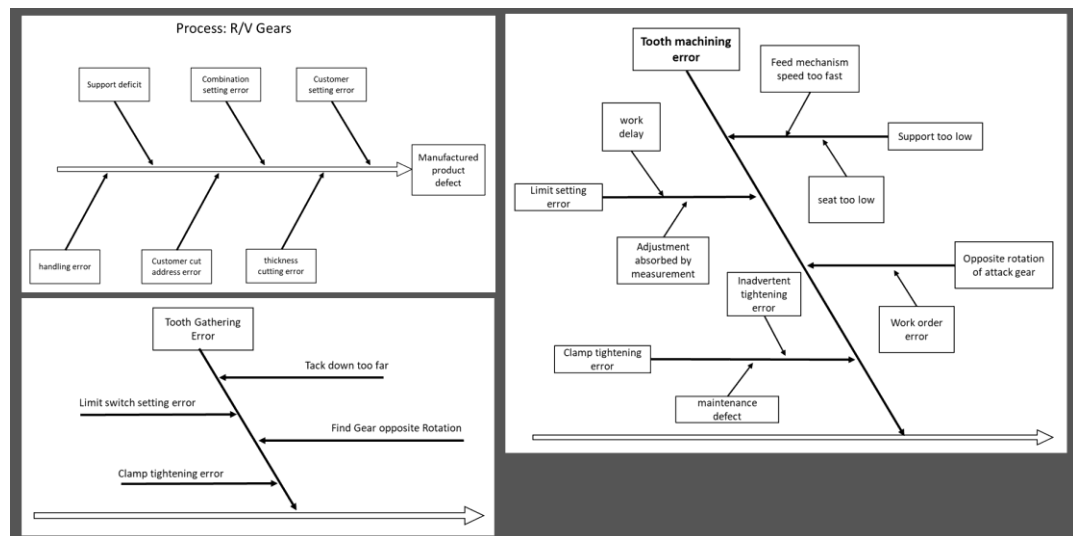 Process: R/V Gears
Support deficit
Combination
setting error
Customer
setting error
Manufactured
product
defect
handling error
Customer cut
address error
thickness
cutting error
Tooth Gathering
Error
Tack down too far
Limit switch setting error
Find Gear opposite Rotation
Clamp tightening error
Tooth machining
error
Feed mechanism
speed too fast
work
delay
Support too low
Limit setting
error
seat too low
Adjustment
absorbed by
measurement
Opposite rotation
of attack gear
Inadvertent
tightening
error
Work order
error
Clamp tightening
error
maintenance
defect